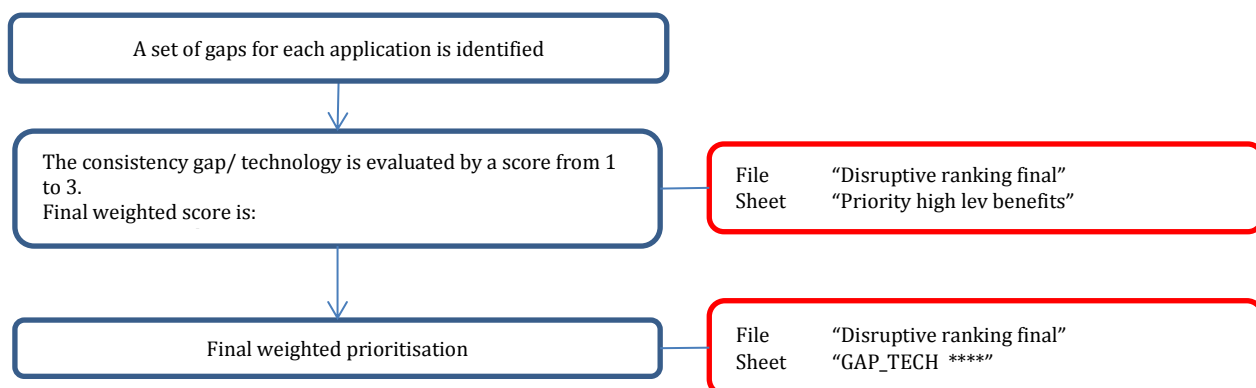 A set of gaps for each application is identified
The consistency gap/ technology is evaluated by a score from 1
to 3.
Final weighted score is:
File “Disruptive ranking final”
Sheet “Priority high lev benefits”
Final weighted prioritisation
File “Disruptive ranking final”
Sheet “GAP_TECH ****”